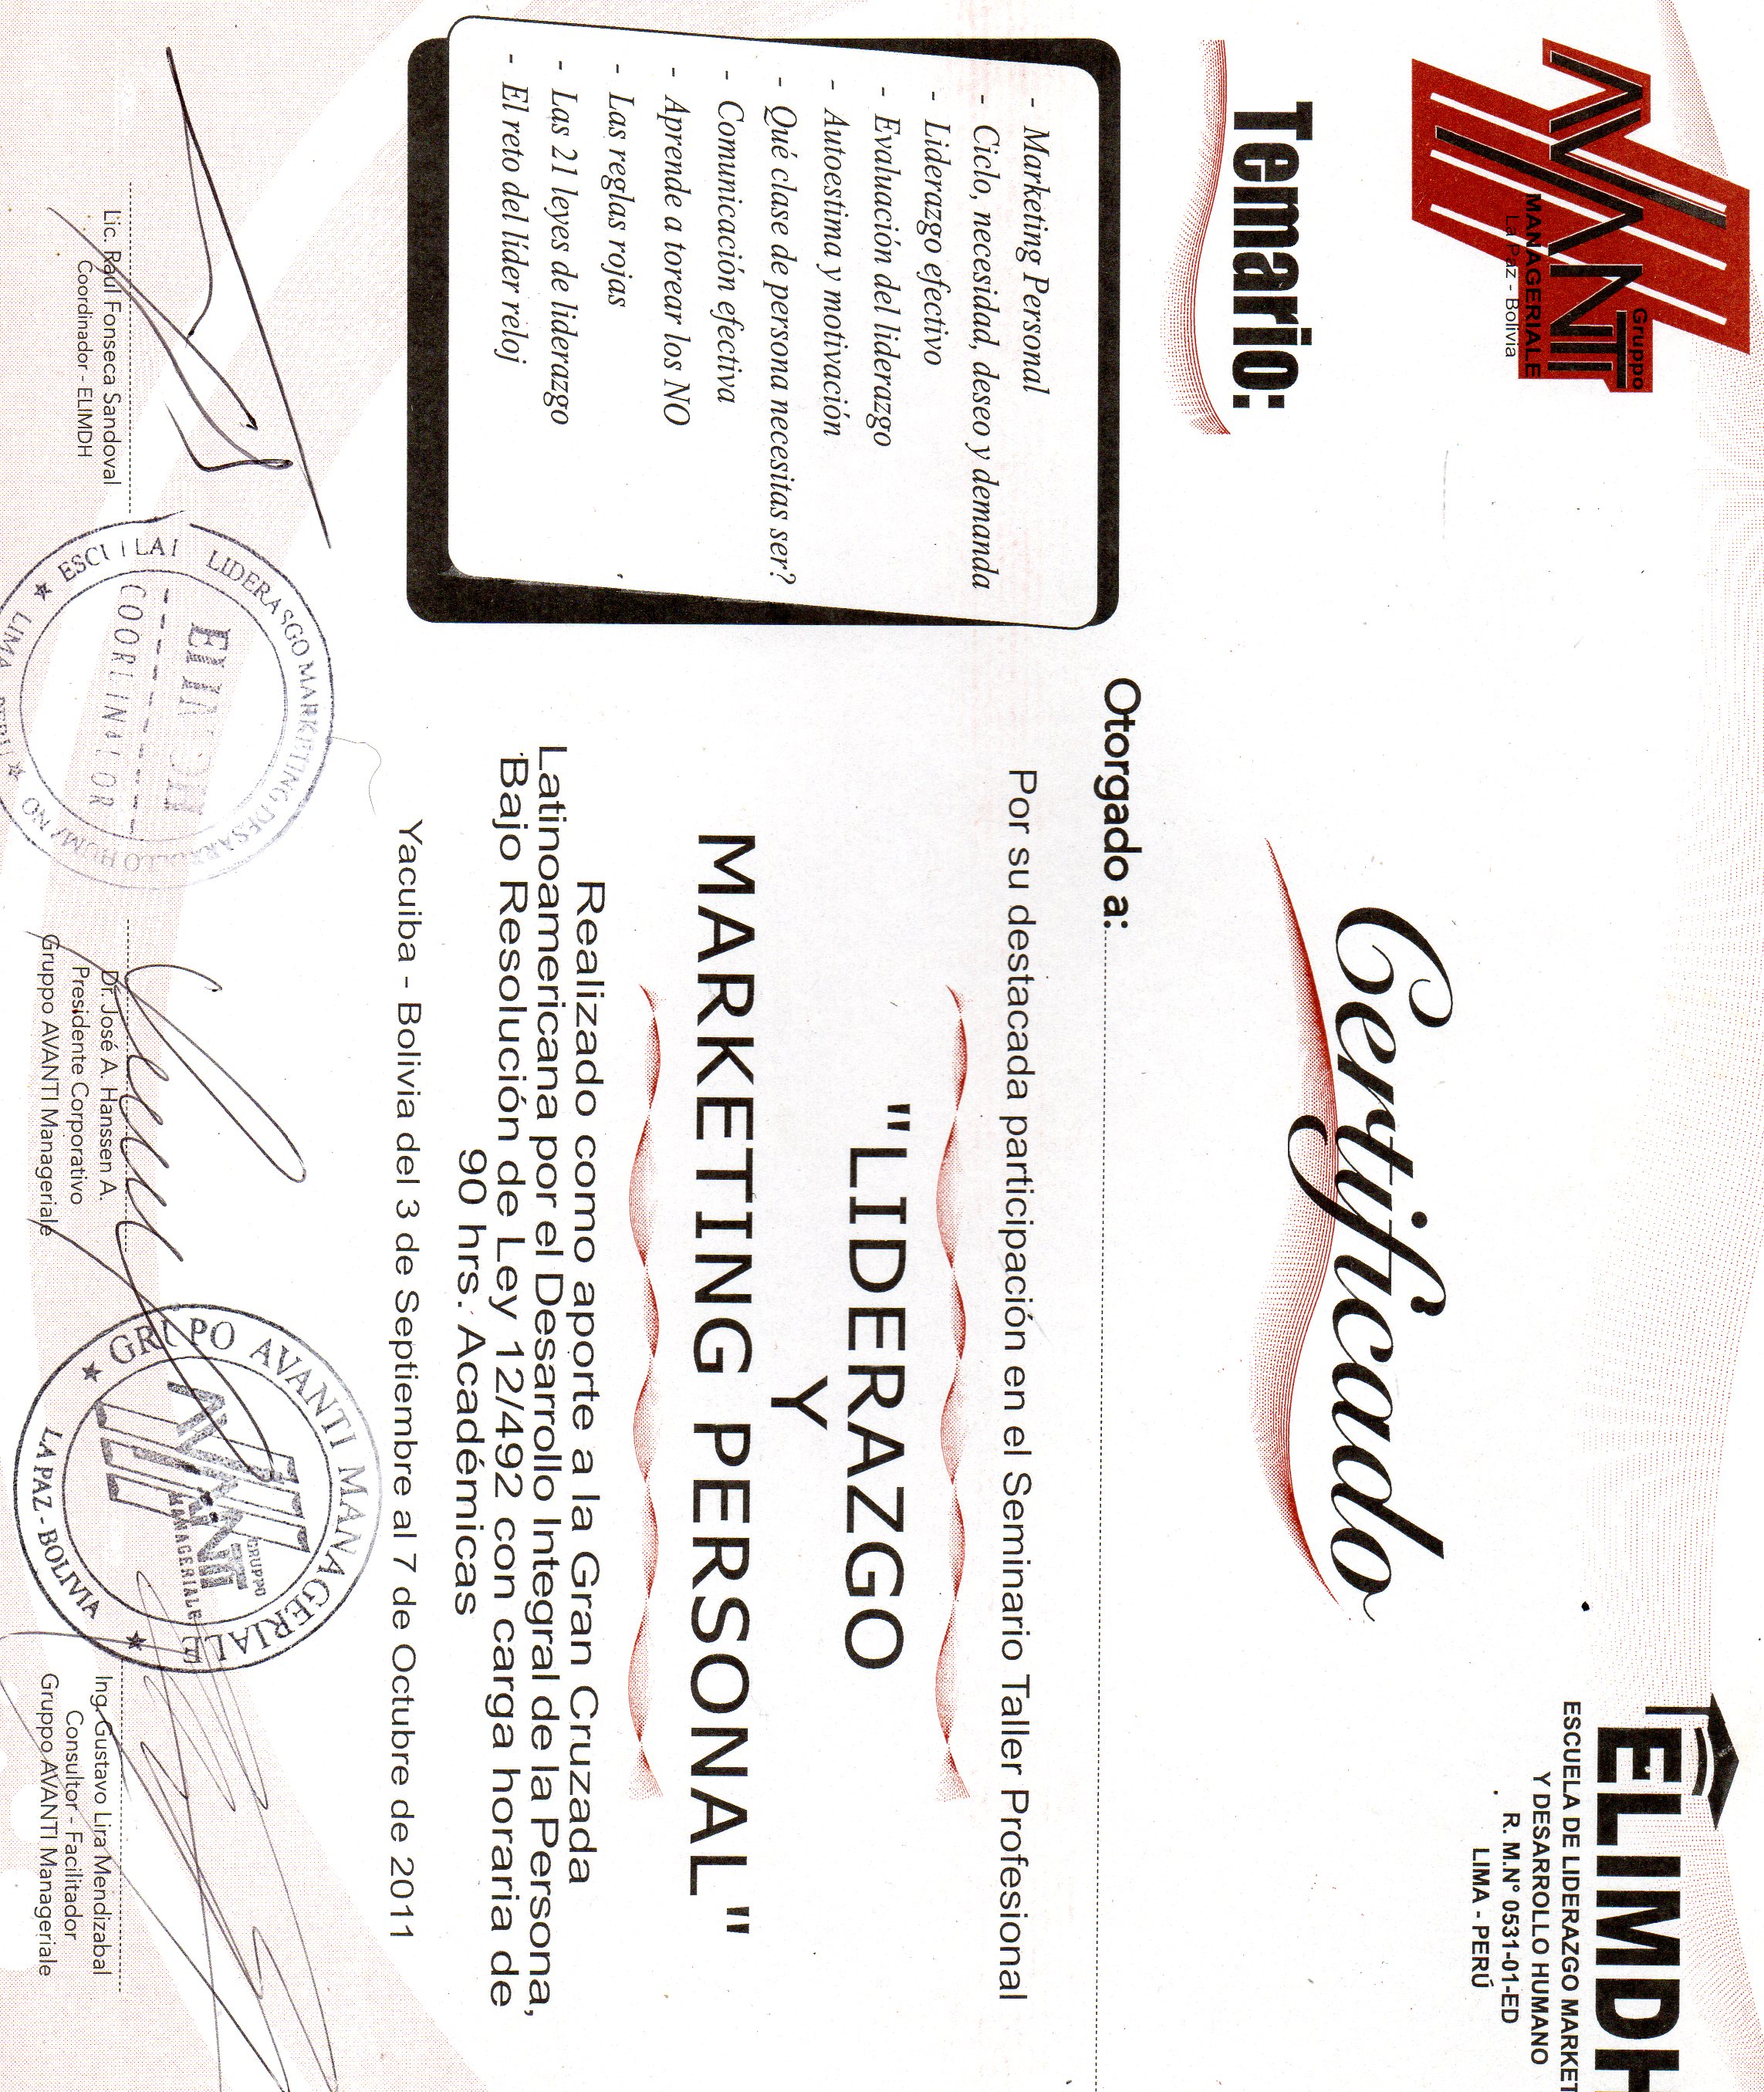 AVANTI
Gruppo
MANAGERIALE
La Paz - Bolivia
ELIMDH
ESCUELA DE LIDERAZGO MARKET
Y DESARROLLO HUMANO
R. M.N° 0531-01-ED
LIMA - PERÚ
Certificado
Temario:
- Marketing Personal
- Ciclo, necesidad, deseo y demanda
- Liderazgo efectivo
- Evaluación del liderazgo
- Autoestima y motivación
- Qué clase de persona necesitas ser?
- Comunicación efectiva
- Aprende a torear los NO
- Las reglas rojas
- Las 21 leyes de liderazgo
- El reto del líder reloj
Otorgado a:
Por su destacada participación en el Seminario Taller Profesional
"LIDERAZGO
Y
MARKETING PERSONAL"
Realizado como aporte a la Gran Cruzada
Latinoamericana por el Desarrollo Integral de la Persona,
Bajo Resolución de Ley 12/492 con carga horaria de
90 hrs. Académicas
Yacuiba - Bolivia del 3 de Septiembre al 7 de Octubre de 2011
Lic. Raúl Fonseca Sandoval
Coordinador - ELIMDH
LIDERASGO MARKETING DESARROLLO HUMANO
LIMA PERU
Dr. José A. Hanssen A.
Presidente Corporativo
Gruppo AVANTI Manageriale
GRUPO AVANTI MANAGERIALE
AVANTI
GRUPPO
MANAGERIALE
LA PAZ - BOLIVIA
Ing. Gustavo Lira Mendizabal
Consultor - Facilitador
Gruppo AVANTI Manageriale